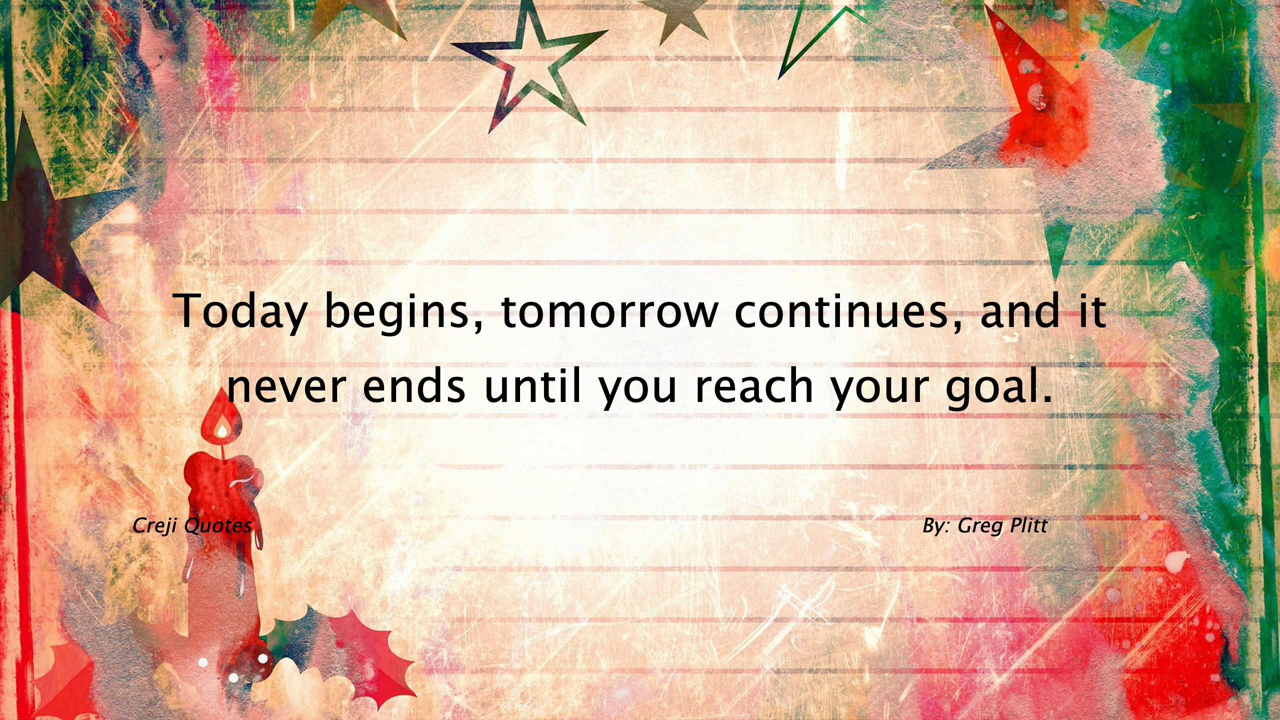 Today begins, tomorrow continues, and it
never ends until you reach your goal.
Creji Quotes
By: Greg Plitt